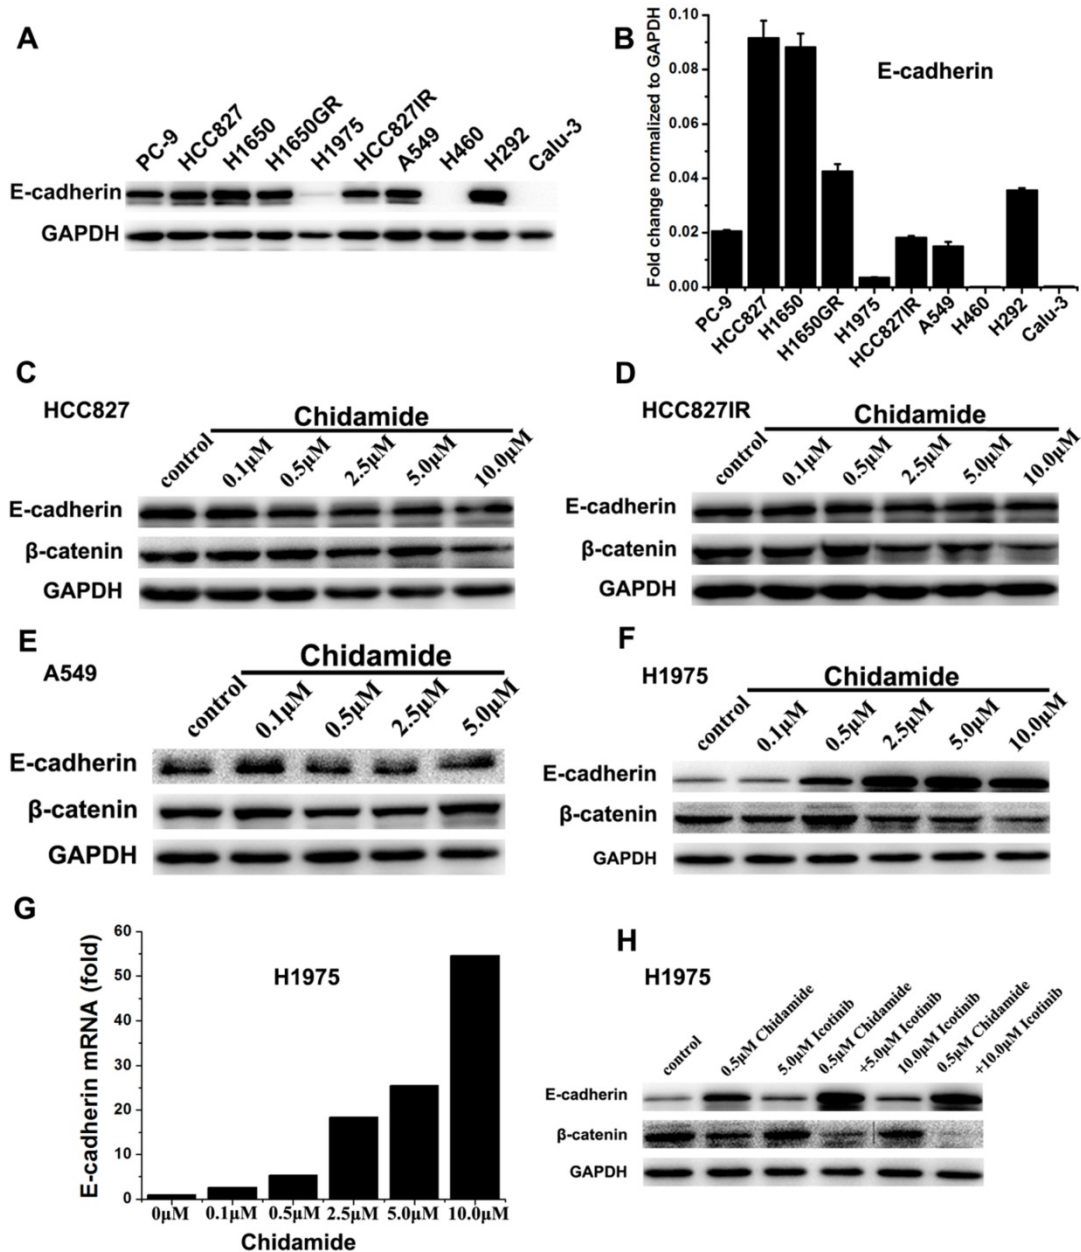 A
PC-9
HCC827
H1650
H1650GR
H1975
HCC827IR
A549
H460
H292
Calu-3
E-cadherin
GAPDH
B
Fold change normalized to GAPDH
0.10
0.08
0.06
0.04
0.02
0.00
E-cadherin
PC-9
HCC827
H1650
H1650GR
H1975
HCC827IR
A549
H460
H292
Calu-3
C
HCC827
Chidamide
control
0.1μM
0.5μM
2.5μM
5.0μM
10.0μM
E-cadherin
β-catenin
GAPDH
D
HCC827IR
Chidamide
control
0.1μM
0.5μM
2.5μM
5.0μM
10.0μM
E-cadherin
β-catenin
GAPDH
E
A549
Chidamide
control
0.1μM
0.5μM
2.5μM
5.0μM
E-cadherin
β-catenin
GAPDH
F
H1975
Chidamide
control
0.1μM
0.5μM
2.5μM
5.0μM
10.0μM
E-cadherin
β-catenin
GAPDH
G
E-cadherin mRNA (fold)
60
50
40
30
20
10
0
H1975
0μM
0.1μM
0.5μM
2.5μM
5.0μM
10.0μM
Chidamide
H
H1975
control
0.5μM Chidamide
5.0μM Icotinib
0.5μM Chidamide
+5.0μM Icotinib
10.0μM Icotinib
0.5μM Chidamide
+10.0μM Icotinib
E-cadherin
β-catenin
GAPDH